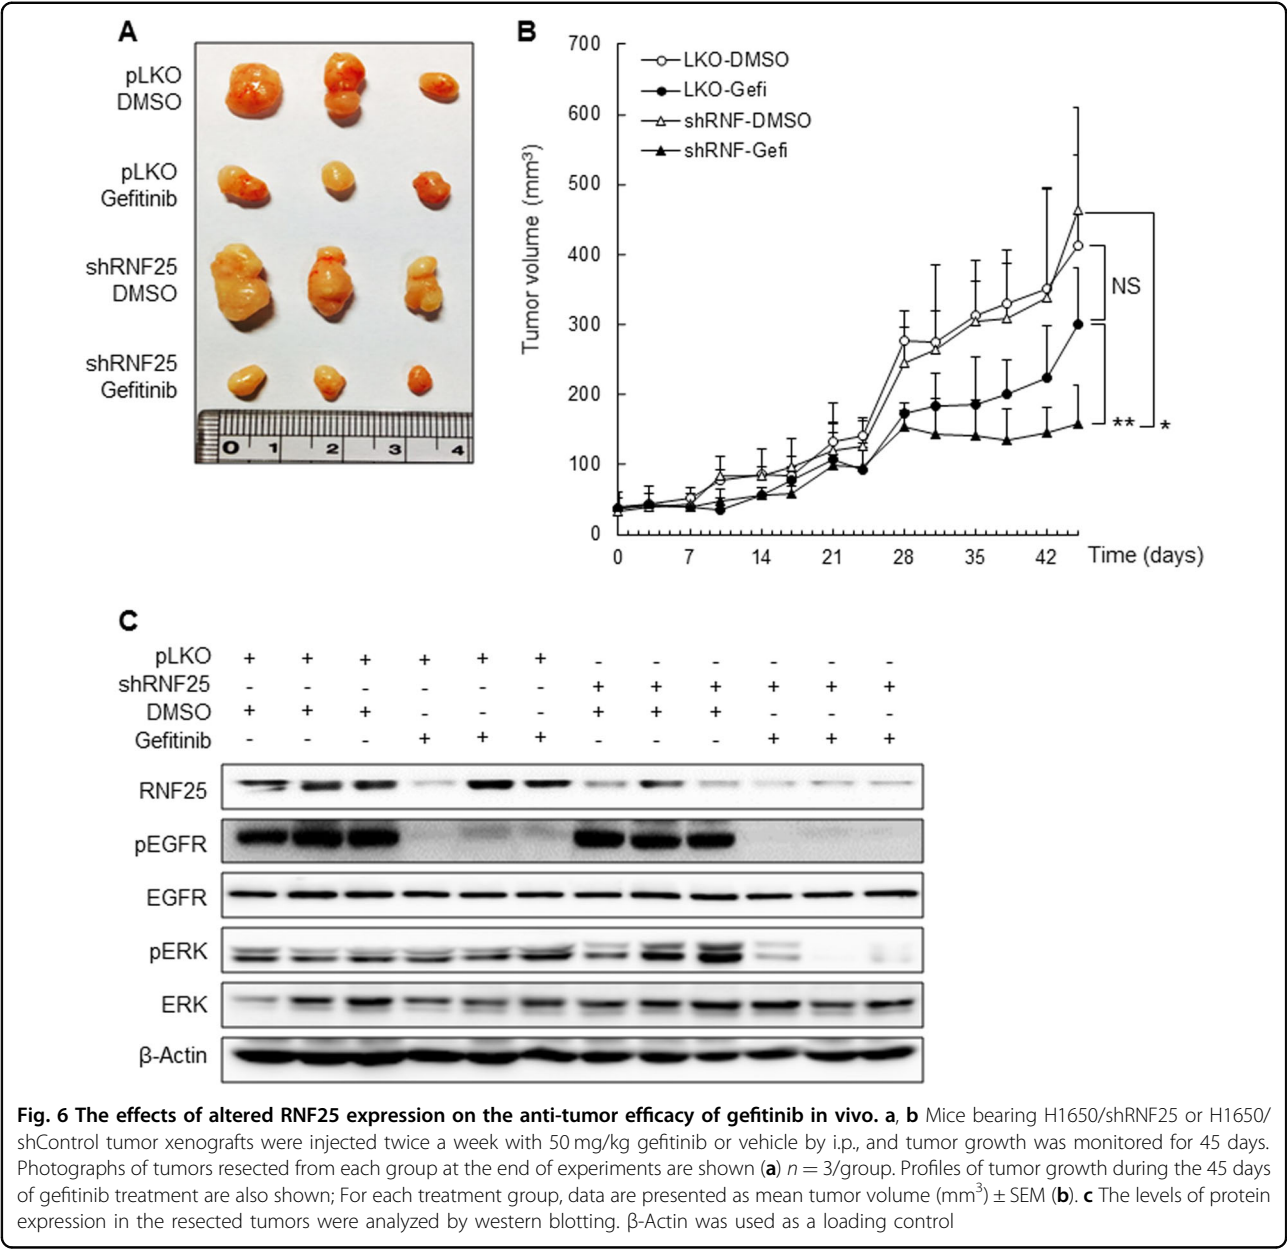 A
pLKO
DMSO
pLKO
Gefitinib
shRNF25
DMSO
shRNF25
Gefitinib
0 1 2 3 4
B
Tumor volume (mm³)
700
600
500
400
300
200
100
0
LKO-DMSO
LKO-Gefi
shRNF-DMSO
shRNF-Gefi
NS
** *
0 7 14 21 28 35 42 Time (days)
C
pLKO + + + + + + - - - - - -
shRNF25 - - - - - - + + + + + +
DMSO + + + - - - + + + - - -
Gefitinib - - - + + + - - - + + +
RNF25
pEGFR
EGFR
pERK
ERK
β-Actin
Fig. 6 The effects of altered RNF25 expression on the anti-tumor efficacy of gefitinib in vivo. a, b Mice bearing H1650/shRNF25 or H1650/
shControl tumor xenografts were injected twice a week with 50 mg/kg gefitinib or vehicle by i.p., and tumor growth was monitored for 45 days.
Photographs of tumors resected from each group at the end of experiments are shown (a) n = 3/group. Profiles of tumor growth during the 45 days
of gefitinib treatment are also shown; For each treatment group, data are presented as mean tumor volume (mm³) ± SEM (b). c The levels of protein
expression in the resected tumors were analyzed by western blotting. β-Actin was used as a loading control